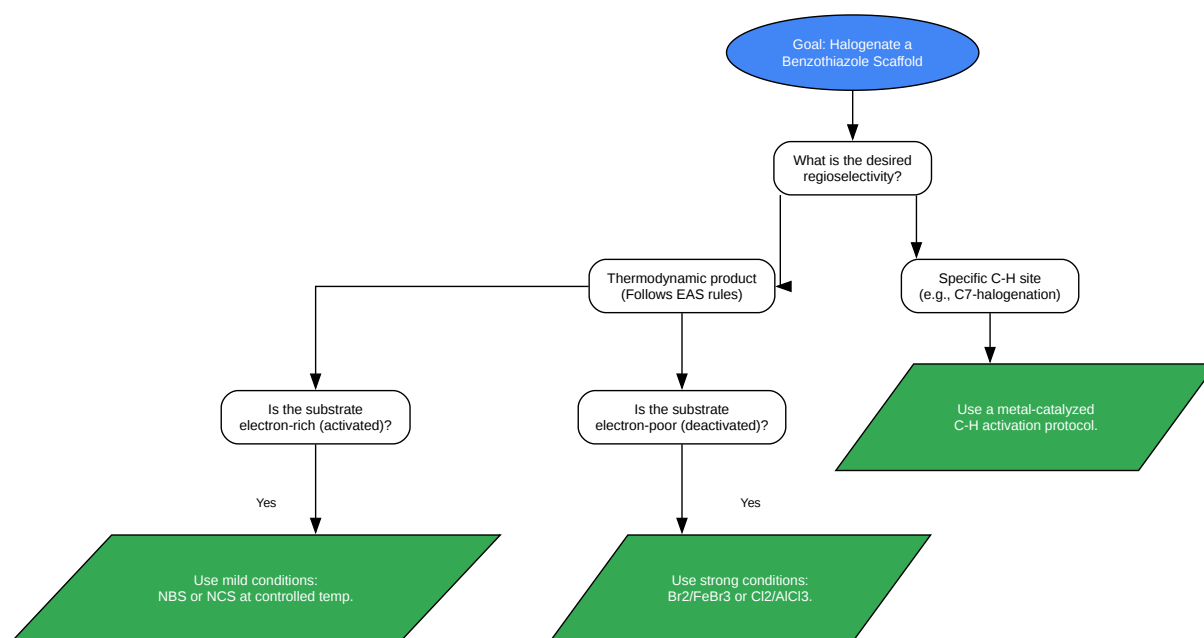 Goal: Halogenate a
Benzothiazole Scaffold
What is the desired
regioselectivity?
Thermodynamic product
(Follows EAS rules)
Specific C-H site
(e.g., C7-halogenation)
Is the substrate
electron-rich (activated)?
Is the substrate
electron-poor (deactivated)?
Use a metal-catalyzed
C-H activation protocol.
Yes
Yes
Use mild conditions:
NBS or NCS at controlled temp.
Use strong conditions:
Br2/FeBr3 or Cl2/AlCl3.